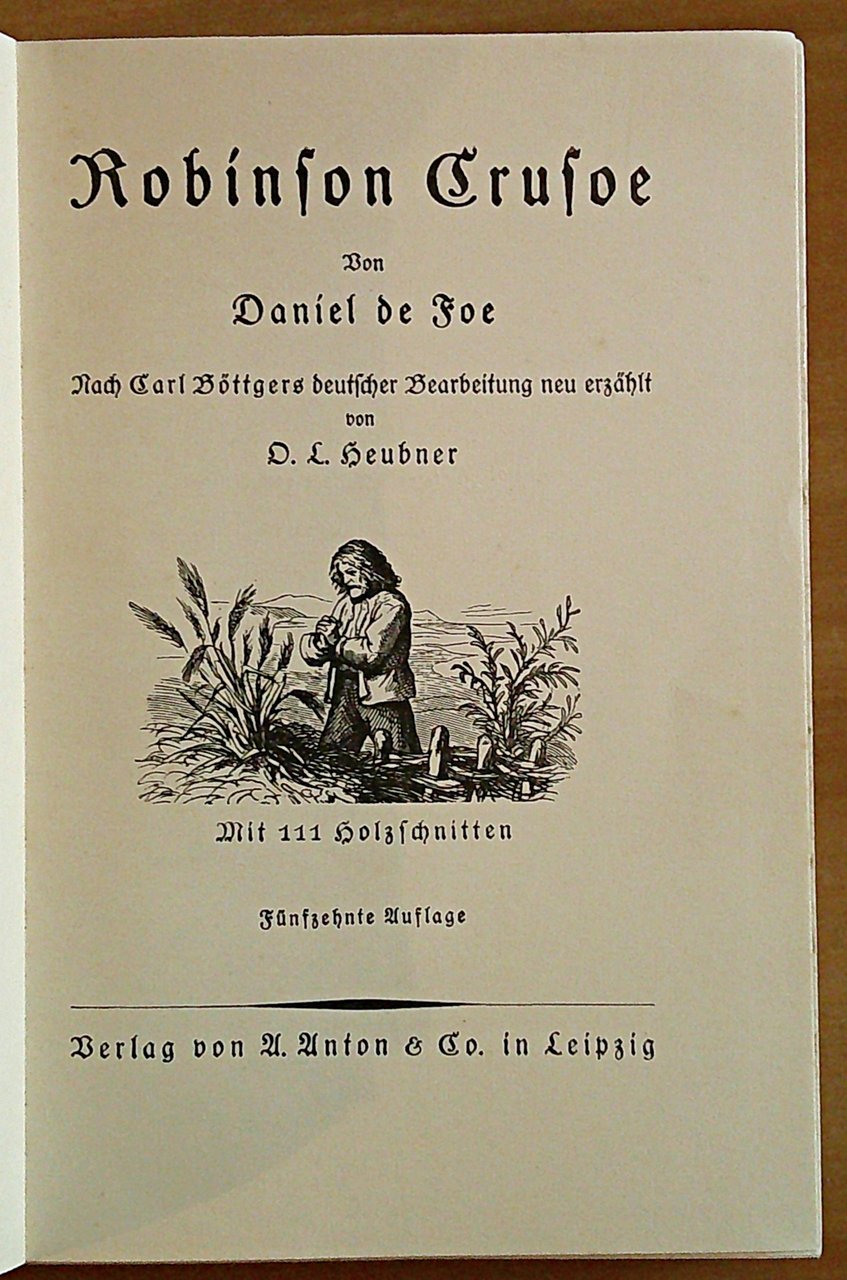 Robinſon Cruſoe
Von
Daniel de Foe
Nach Carl Böttgers deutſcher Bearbeitung neu erzählt
von
O. L. Heubner
Mit 111 Holzſchnitten
Fünfzehnte Auflage
Verlag von A. Anton & Co. in Leipzig